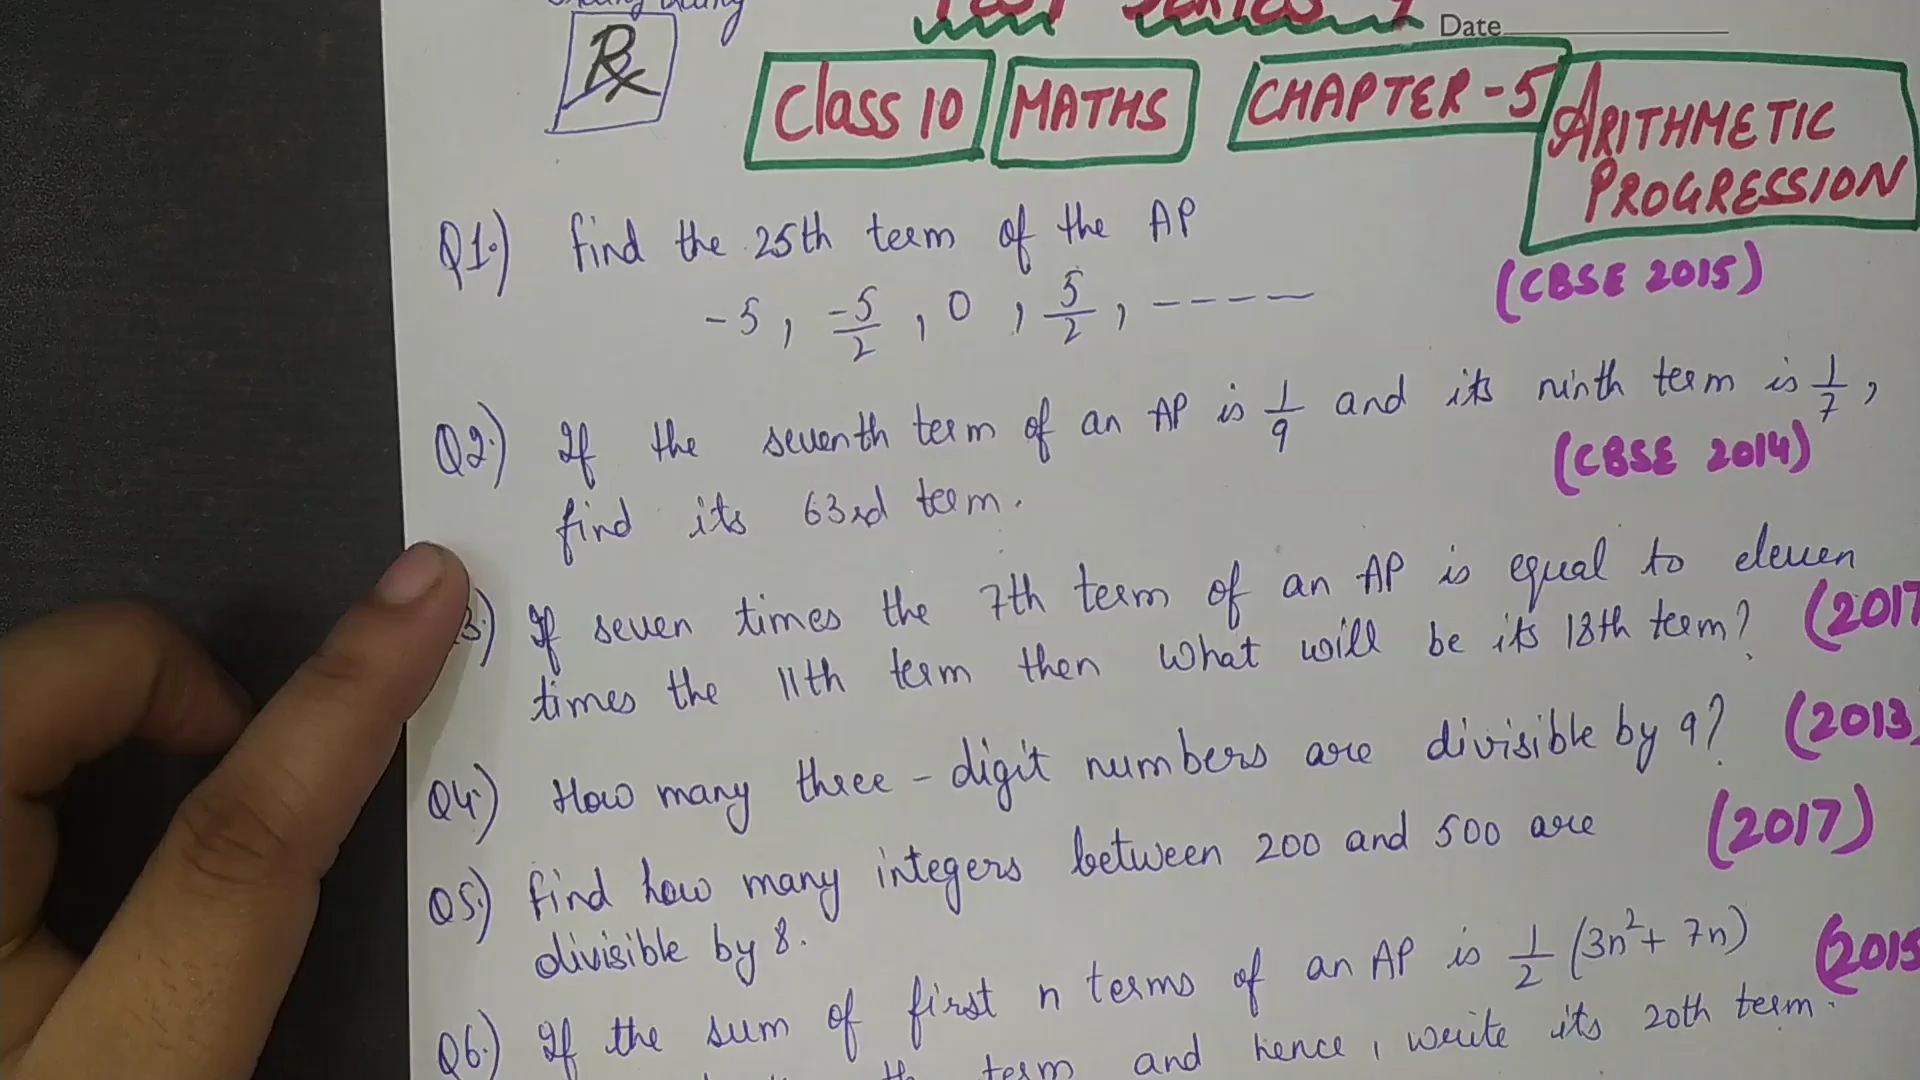 Date
Rx
Class 10 MATHS CHAPTER-5 ARITHMETIC
PROGRESSION
Q1.) find the 25th term of the AP
(CBSE 2015)
-5, -5/2, 0, 5/2, -----
Q2.) If the seventh term of an AP is 1/9 and its ninth term is 1/7,
(CBSE 2014)
find its 63rd term.
3.) If seven times the 7th term of an AP is equal to eleven
times the 11th term then what will be its 18th term? (2017
Q4.) How many three-digit numbers are divisible by 9? (2013,
Q5.) find how many integers between 200 and 500 are (2017)
divisible by 8.
Q6.) If the sum of first n terms of an AP is 1/2 (3n²+7n) (2015
term and hence, write its 20th term.